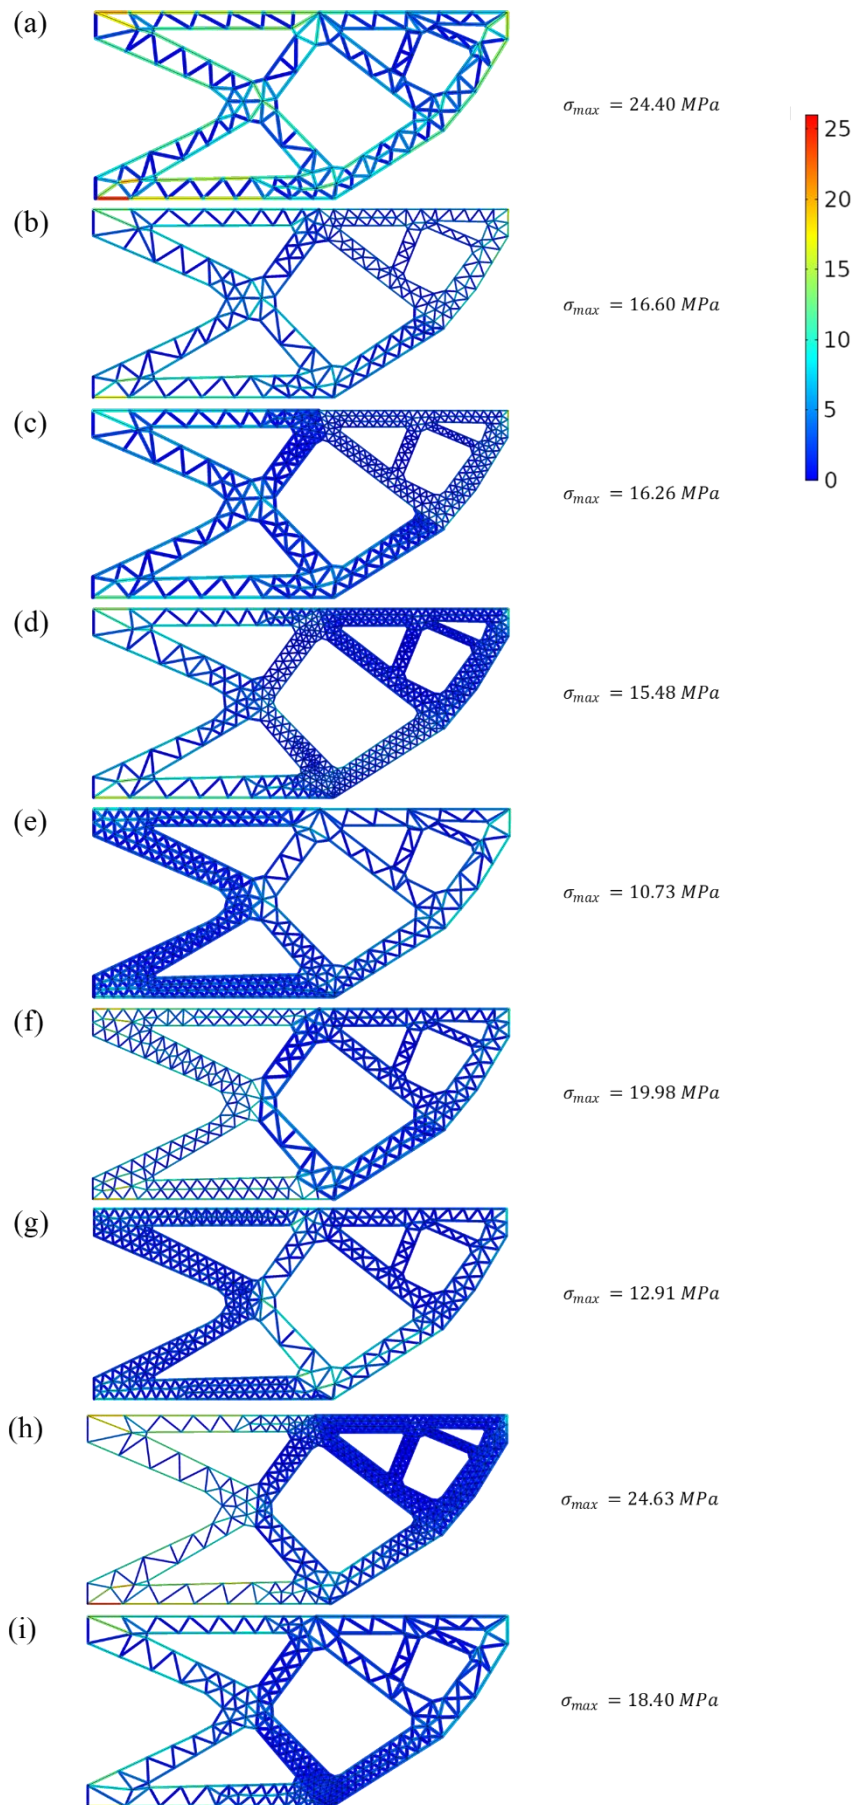 (a)
σmax = 24.40 MPa
25
20
15
10
5
0
(b)
σmax = 16.60 MPa
(c)
σmax = 16.26 MPa
(d)
σmax = 15.48 MPa
(e)
σmax = 10.73 MPa
(f)
σmax = 19.98 MPa
(g)
σmax = 12.91 MPa
(h)
σmax = 24.63 MPa
(i)
σmax = 18.40 MPa